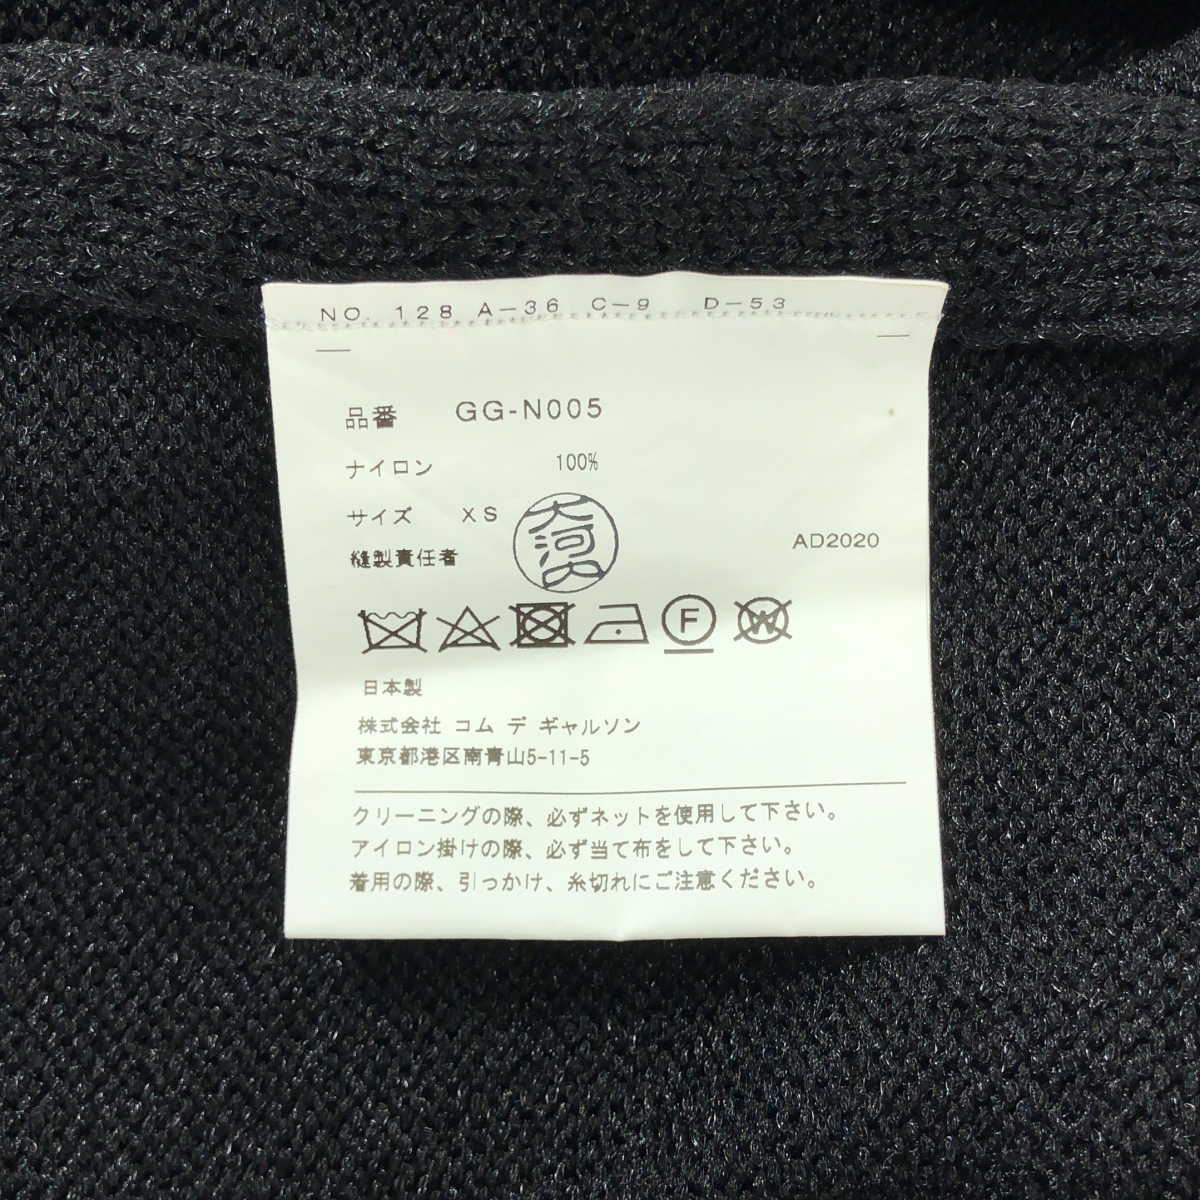 NO. 128 A-36 C-9 D-53
品番 GG-N005
ナイロン 100%
サイズ XS
大河内
縫製責任者
AD2020
F W
日本製
株式会社 コム デ ギャルソン
東京都港区南青山5-11-5
クリーニングの際、必ずネットを使用して下さい。
アイロン掛けの際、必ず当て布をして下さい。
着用の際、引っかけ、糸切れにご注意ください。